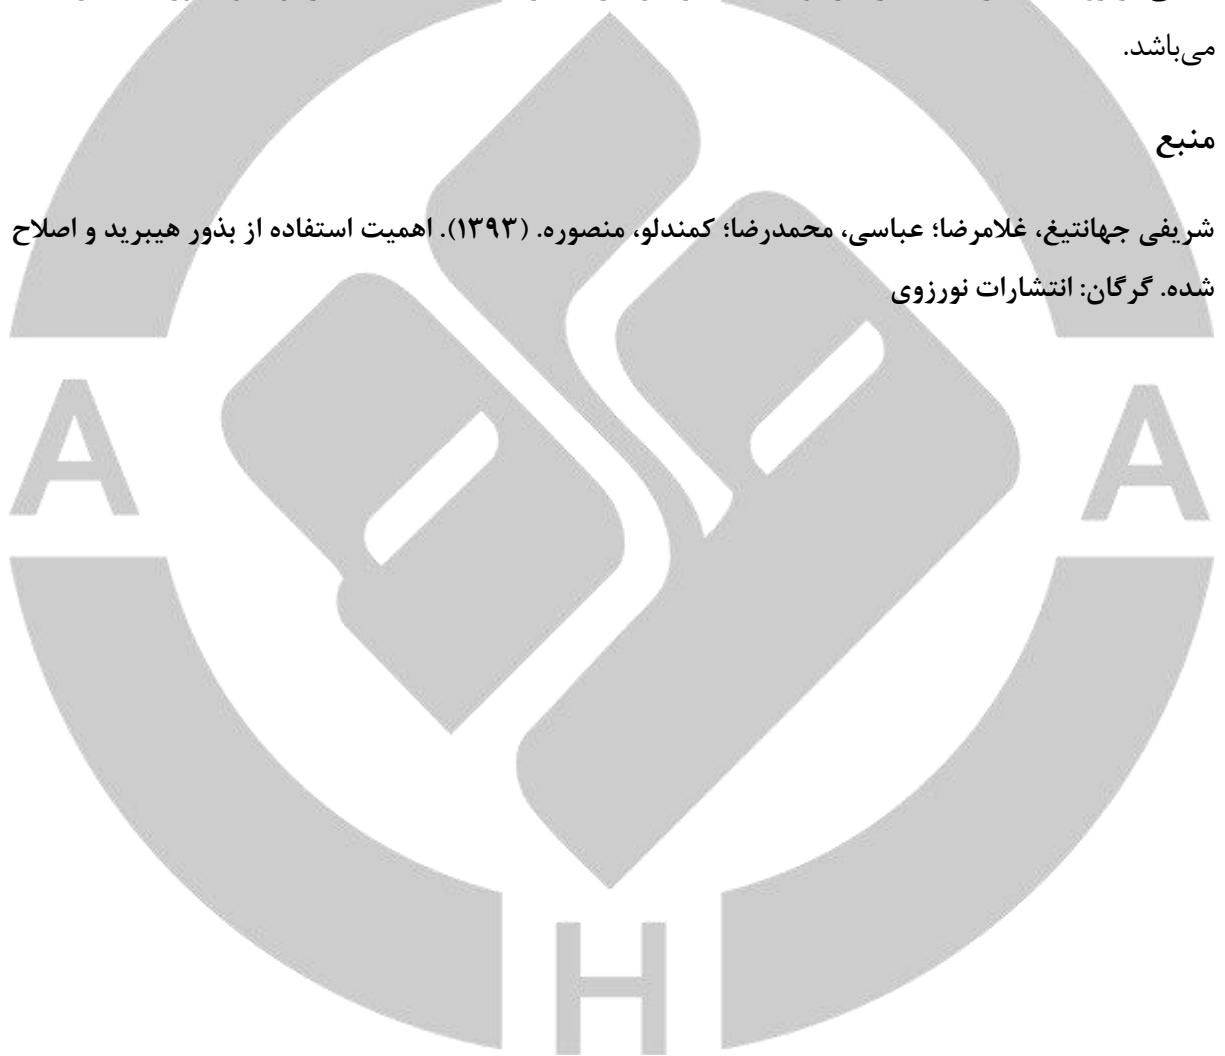 می‌باشد.
منبع
شریفی جهانتیغ، غلامرضا؛ عباسی، محمدرضا؛ کمندلو، منصوره. (۱۳۹۳). اهمیت استفاده از بذور هیبرید و اصلاح
شده. گرگان: انتشارات نورزوی
A
A
H